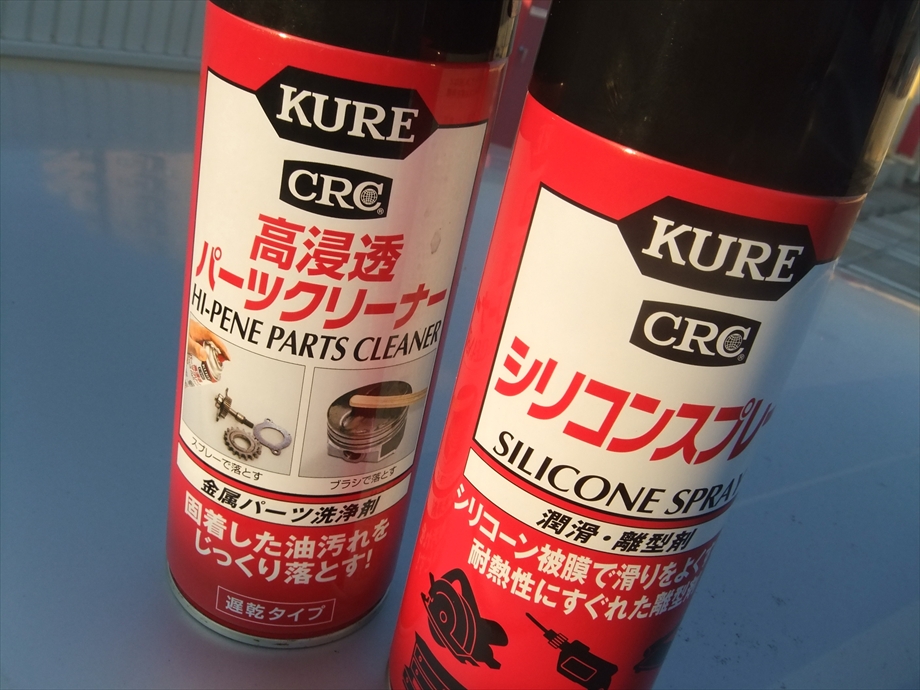 KURE
CRC
高浸透
パーツクリーナー
HI-PENE PARTS CLEANER
スプレーで落とす
ブラシで落とす
金属パーツ洗浄剤
固着した油汚れを
じっくり落とす!
遅乾タイプ
KURE
CRC
シリコンスプレ
SILICONE SPRAY
潤滑・離型剤
シリコーン被膜で滑りをよくす
耐熱性にすぐれた離型